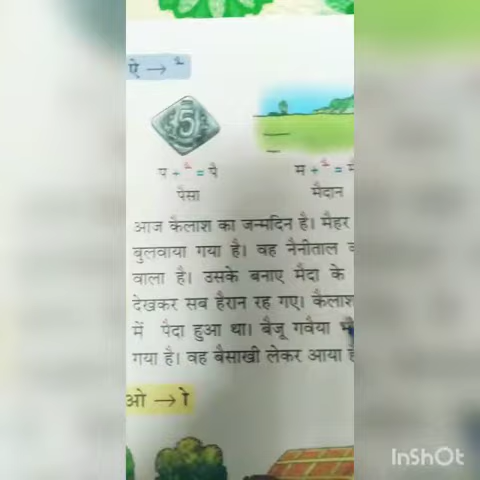 ऐ → ै
5
प + ै = पै
म + ै =
पैसा
मैदान
आज कैलाश का जन्मदिन है। मैहर
बुलवाया गया है। वह नैनीताल
वाला है। उसके बनाए मैदा के
देखकर सब हैरान रह गए। कैलाश
में पैदा हुआ था। बैजू गवैया
गया है। वह बैसाखी लेकर आया
ओ → ो
InShOt